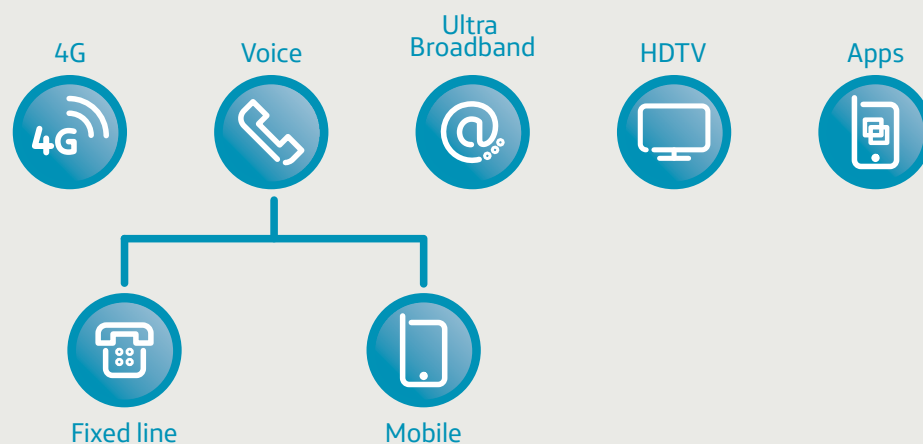 4G
Voice
Ultra
Broadband
HDTV
Apps
4G
@
Fixed line
Mobile